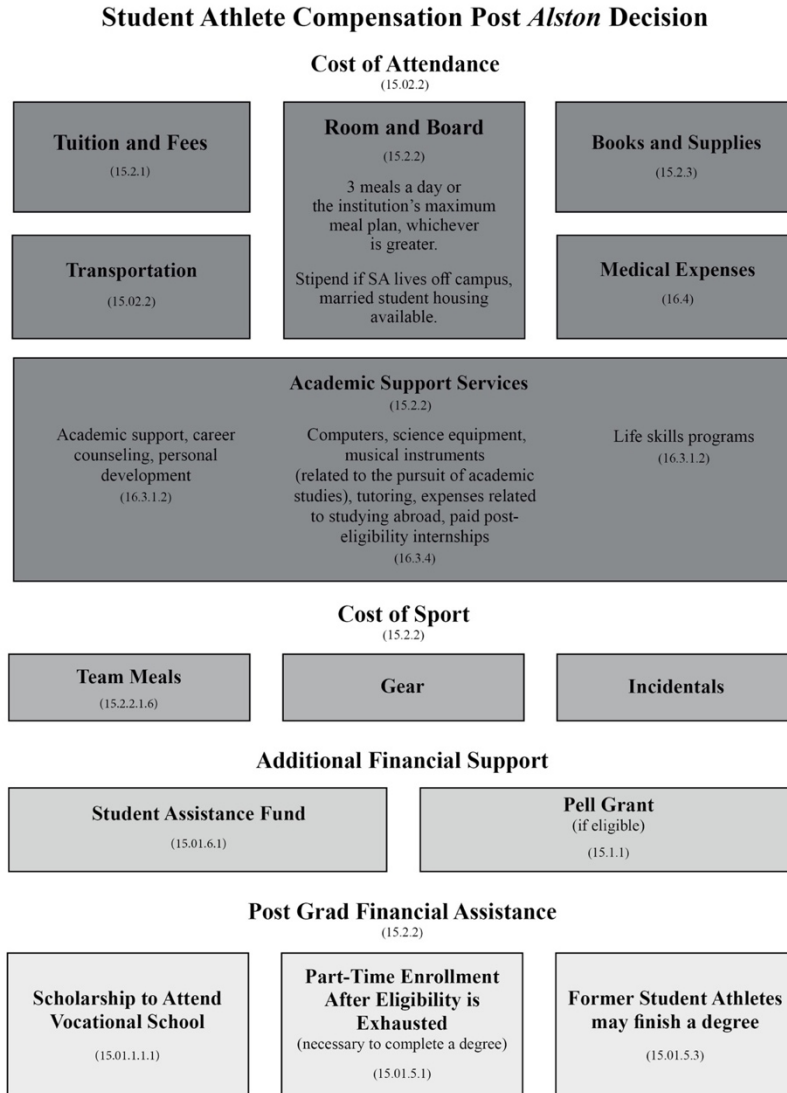 Student Athlete Compensation Post Alston Decision
Cost of Attendance
(15.02.2)
Tuition and Fees
(15.2.1)
Room and Board
(15.2.2)
3 meals a day or
the institution's maximum
meal plan, whichever
is greater.
Stipend if SA lives off campus,
married student housing
available.
Books and Supplies
(15.2.3)
Transportation
(15.02.2)
Medical Expenses
(16.4)
Academic Support Services
(15.2.2)
Academic support, career
counseling, personal
development
(16.3.1.2)
Computers, science equipment,
musical instruments
(related to the pursuit of academic
studies), tutoring, expenses related
to studying abroad, paid post-
eligibility internships
(16.3.4)
Life skills programs
(16.3.1.2)
Cost of Sport
(15.2.2)
Team Meals
(15.2.2.1.6)
Gear
Incidentals
Additional Financial Support
Student Assistance Fund
(15.01.6.1)
Pell Grant
(if eligible)
(15.1.1)
Post Grad Financial Assistance
(15.2.2)
Scholarship to Attend
Vocational School
(15.01.1.1.1)
Part-Time Enrollment
After Eligibility is
Exhausted
(necessary to complete a degree)
(15.01.5.1)
Former Student Athletes
may finish a degree
(15.01.5.3)